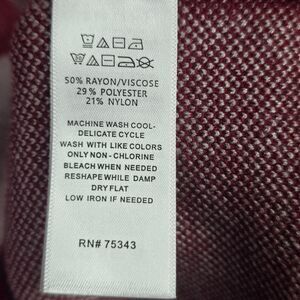 50% RAYON/VISCOSE
29% POLYESTER
21% NYLON
MACHINE WASH COOL-
DELICATE CYCLE
WASH WITH LIKE COLORS
ONLY NON - CHLORINE
BLEACH WHEN NEEDED
RESHAPE WHILE DAMP
DRY FLAT
LOW IRON IF NEEDED
RN# 75343